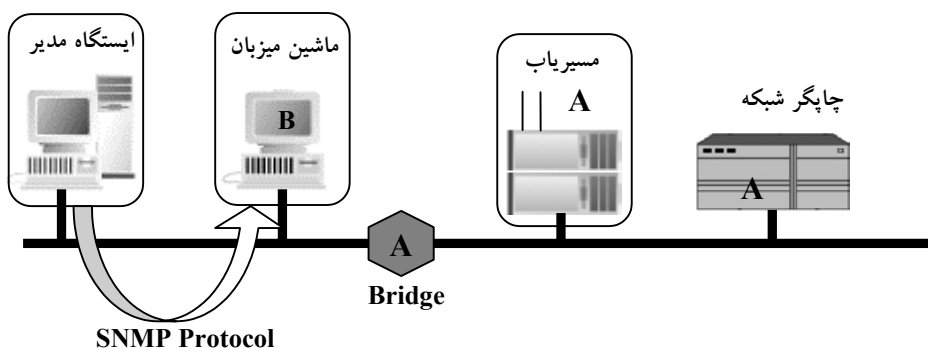 ایستگاه مدیر
ماشین میزبان
B
مسیریاب
A
چاپگر شبکه
A
A
Bridge
SNMP Protocol